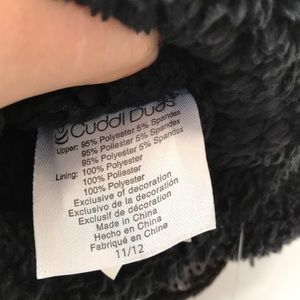 Cuddl Duds
Upper: 95% Polyester 5% Spandex
95% Poliester 5% Spandex
95% Polyester 5% Spandex
Lining: 100% Polyester
100% Poliester
100% Polyester
Exclusive of decoration
Exclusivo de la decoración
Exclusif de décoration
Made in China
Hecho en China
Fabriqué en Chine
11/12